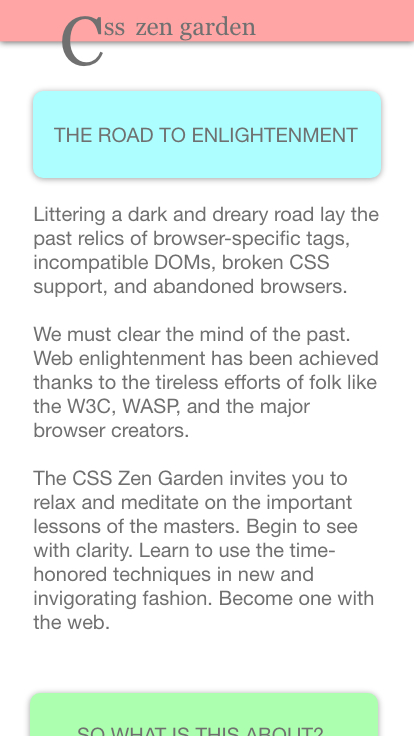 Css zen garden
THE ROAD TO ENLIGHTENMENT
Littering a dark and dreary road lay the
past relics of browser-specific tags,
incompatible DOMs, broken CSS
support, and abandoned browsers.
We must clear the mind of the past.
Web enlightenment has been achieved
thanks to the tireless efforts of folk like
the W3C, WASP, and the major
browser creators.
The CSS Zen Garden invites you to
relax and meditate on the important
lessons of the masters. Begin to see
with clarity. Learn to use the time-
honored techniques in new and
invigorating fashion. Become one with
the web.
SO WHAT IS THIS ABOUT?